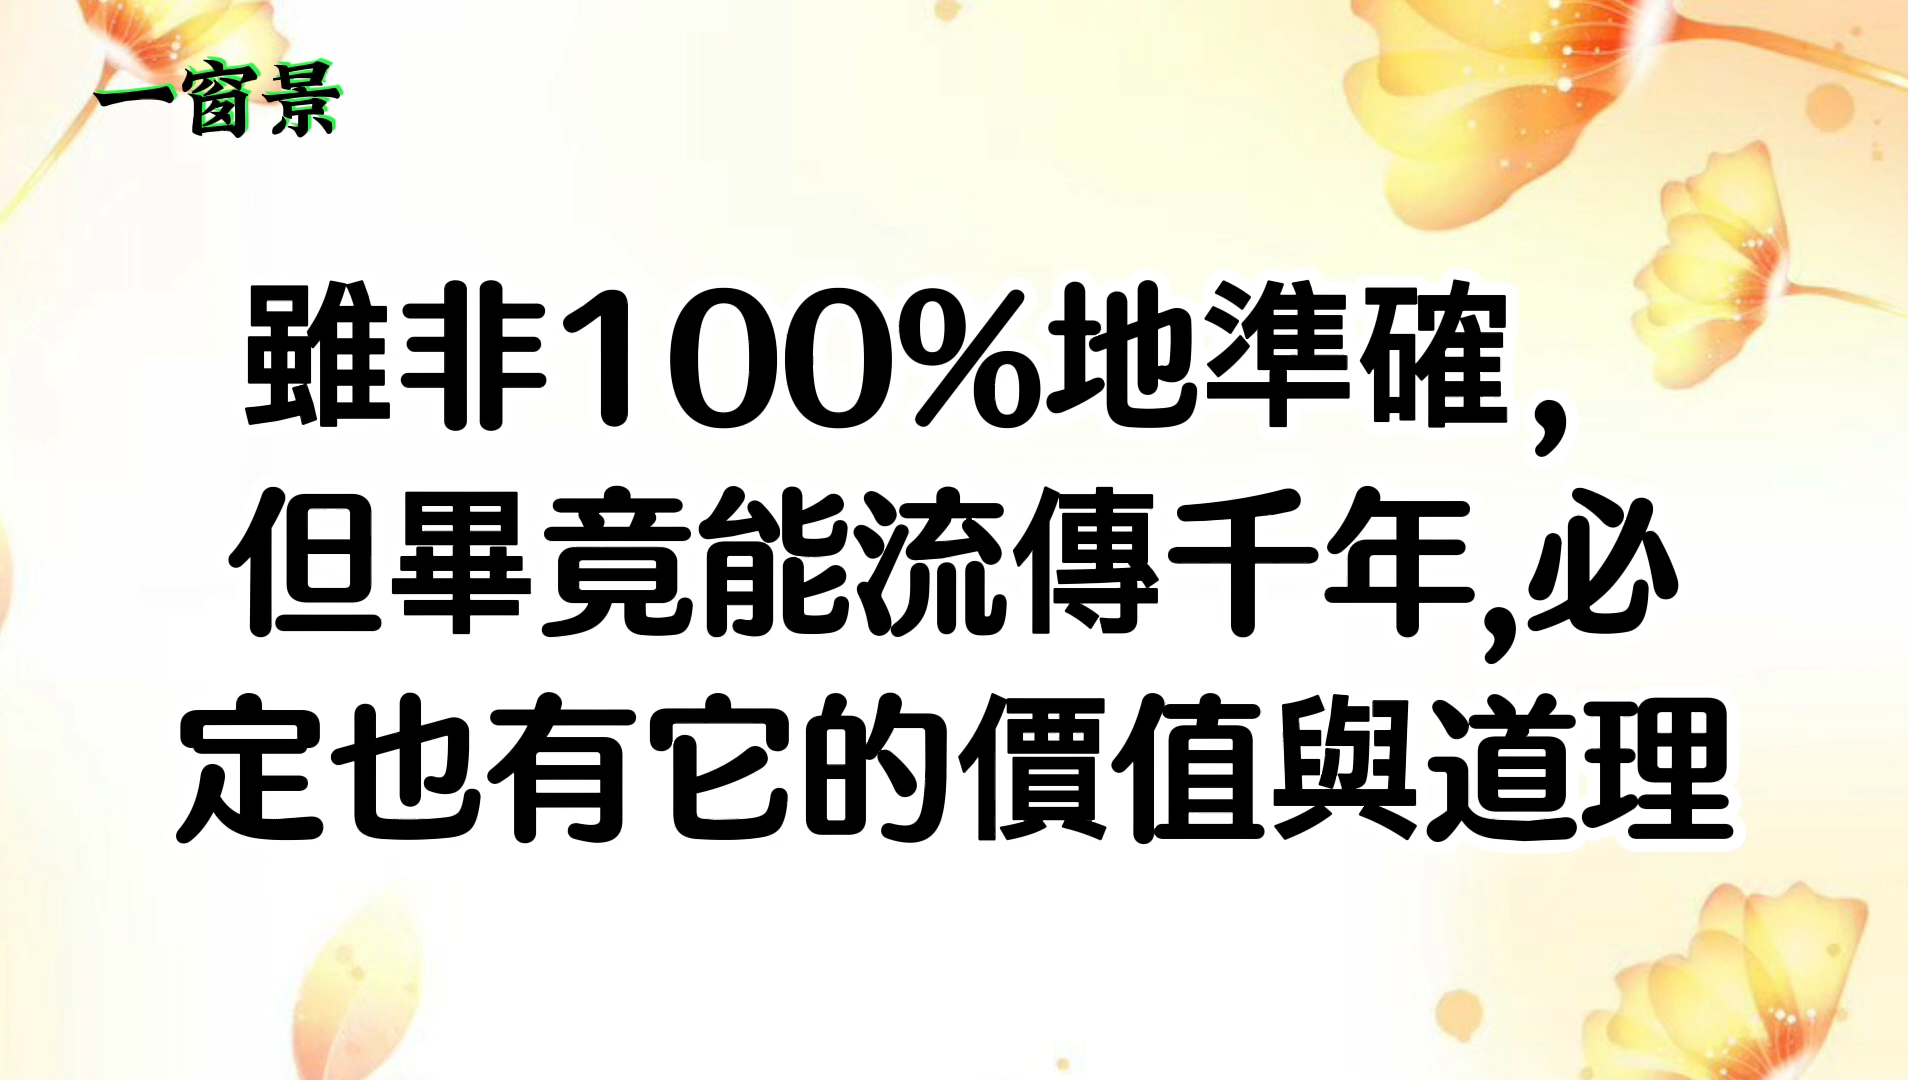 一窗景
雖非100%地準確，
但畢竟能流傳千年,必
定也有它的價值與道理